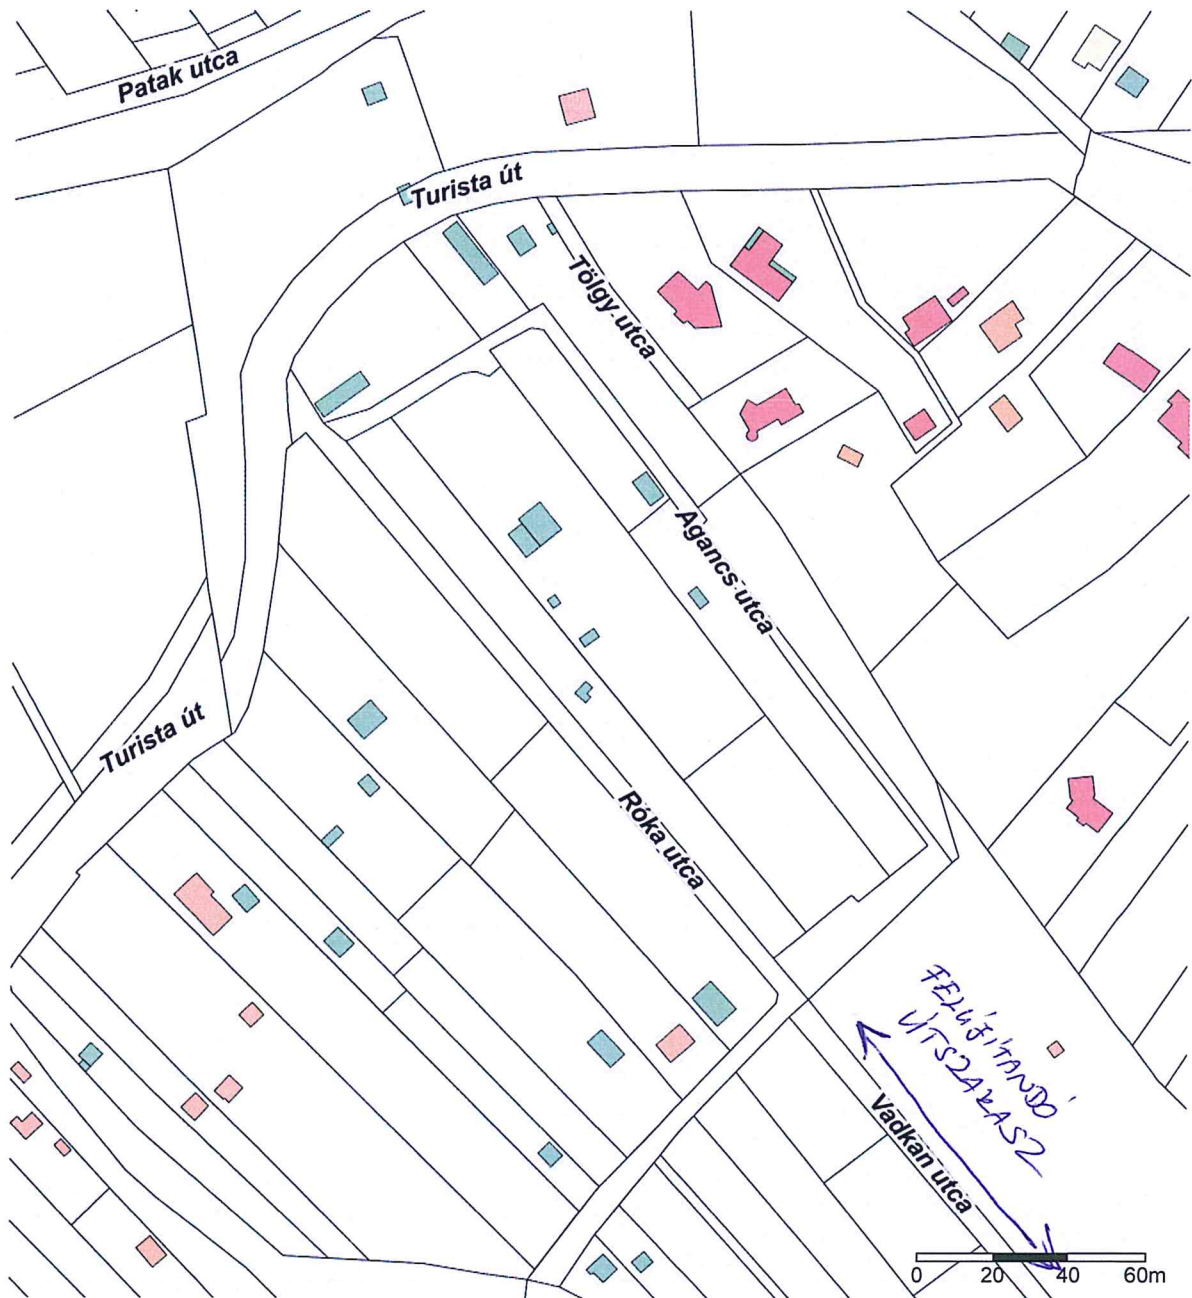 Patak utca
Turista út
Tölgy utca
Agancs utca
Turista út
Róka utca
FELÚJÍTANDÓ
ÚTSZAKASZ
Vadkan utca
0 20 40 60m